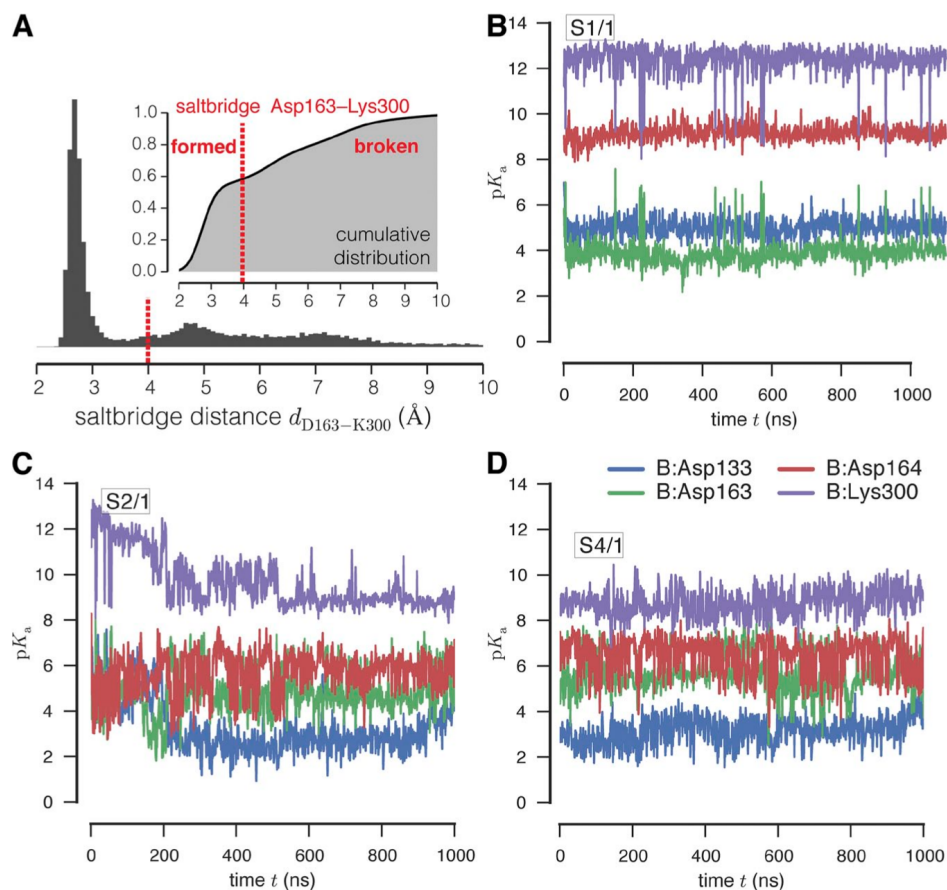 A
saltbridge Asp163–Lys300
formed broken
cumulative
distribution
1.0
0.8
0.6
0.4
0.2
0.0
2 3 4 5 6 7 8 9 10
2 3 4 5 6 7 8 9 10
saltbridge distance d_D163−K300 (Å)
B
S1/1
14
12
10
8
6
4
2
0
pKa
0 200 400 600 800 1000
time t (ns)
C
S2/1
14
12
10
8
6
4
2
0
pKa
0 200 400 600 800 1000
time t (ns)
D
B:Asp133 B:Asp164
B:Asp163 B:Lys300
S4/1
14
12
10
8
6
4
2
0
pKa
0 200 400 600 800 1000
time t (ns)